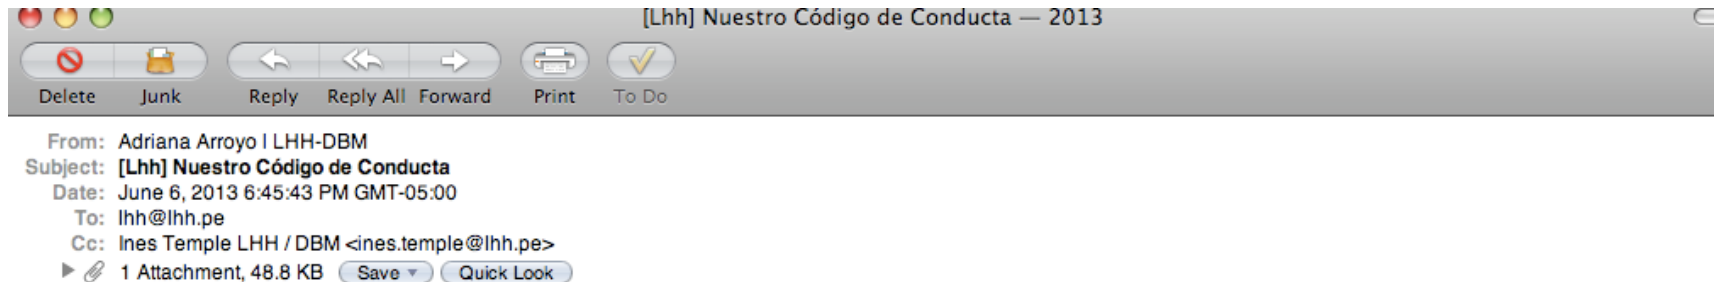 [Lhh] Nuestro Código de Conducta — 2013
Delete Junk Reply Reply All Forward Print To Do
From: Adriana Arroyo l LHH-DBM
Subject: [Lhh] Nuestro Código de Conducta
Date: June 6, 2013 6:45:43 PM GMT-05:00
To: lhh@lhh.pe
Cc: Ines Temple LHH / DBM <ines.temple@lhh.pe>
1 Attachment, 48.8 KB Save Quick Look